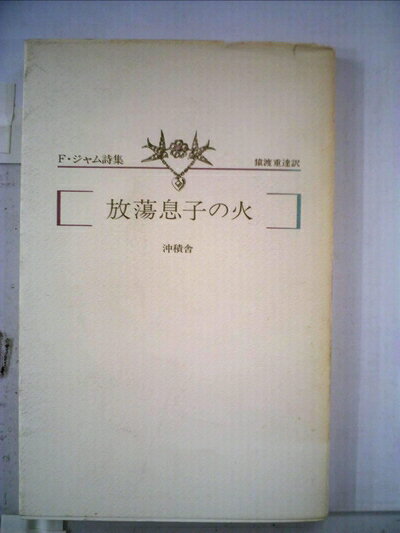 F・ジャム詩集
猿渡重達訳
放蕩息子の火
沖積舎